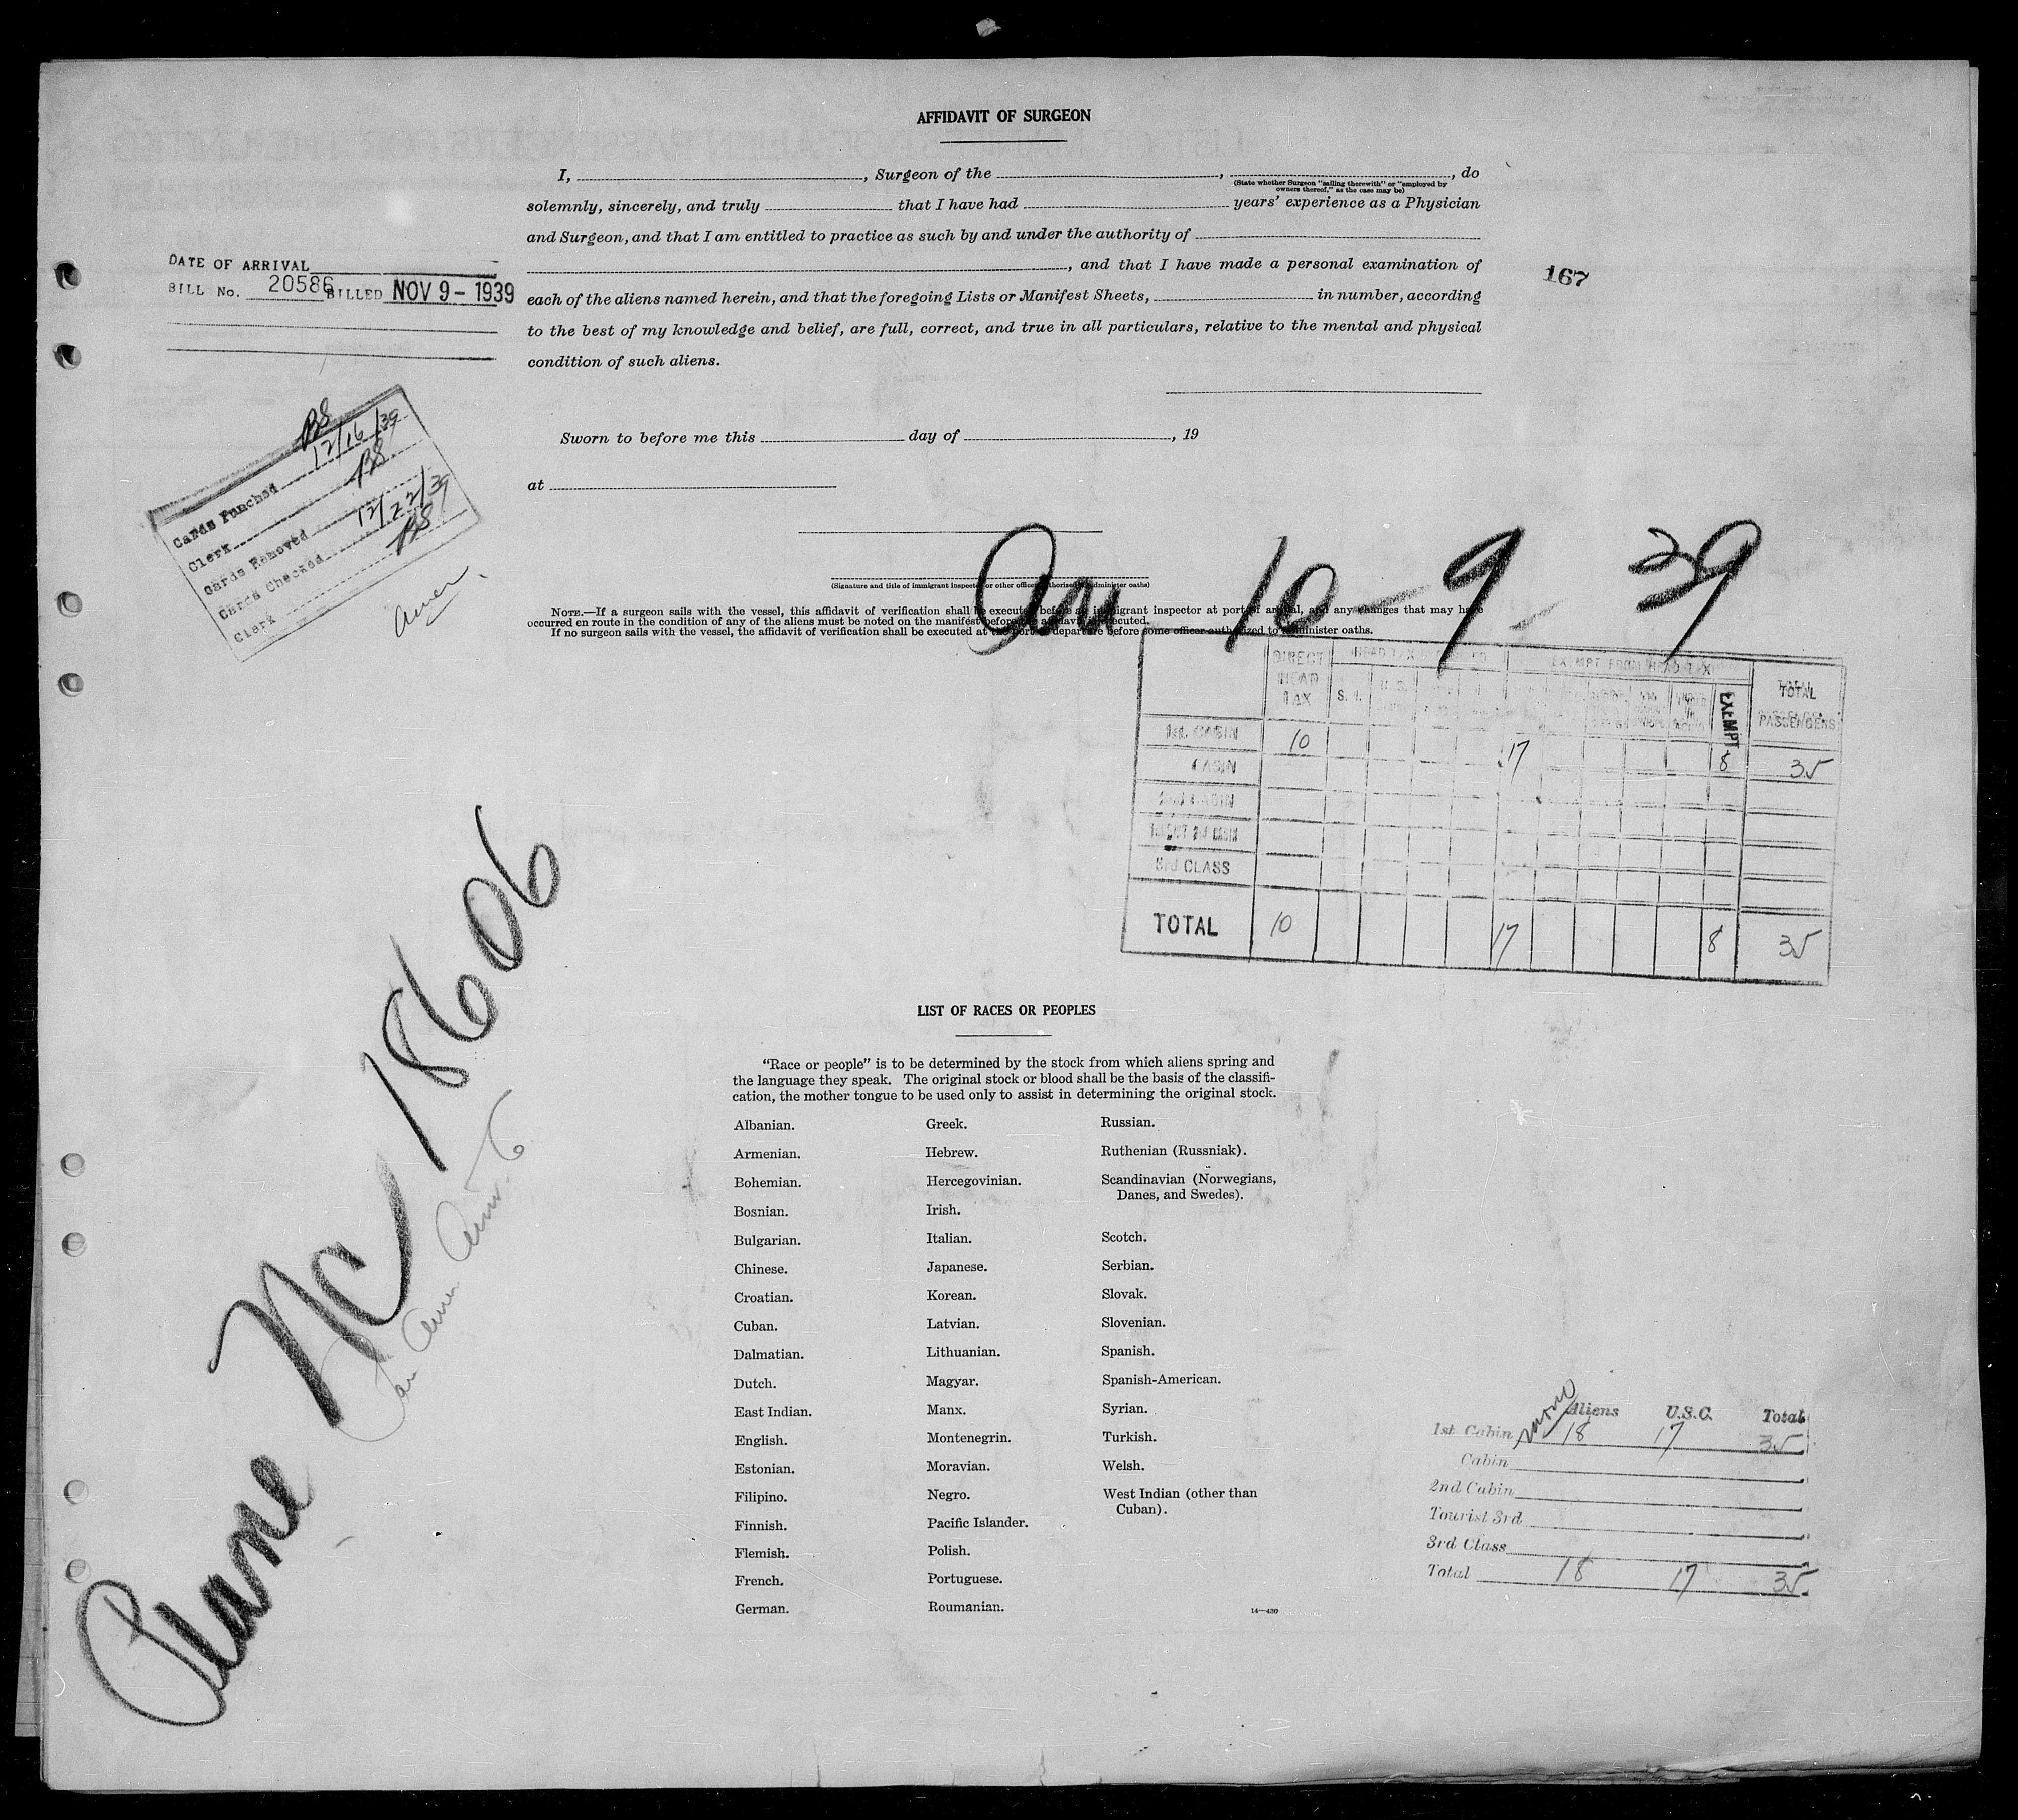 AFFIDAVIT OF SURGEON
I, , Surgeon of the , , do
(State whether Surgeon "sailing therewith" or "employed by
owners thereof," as the case may be)
solemnly, sincerely, and truly that I have had years' experience as a Physician
and Surgeon, and that I am entitled to practice as such by and under the authority of
, and that I have made a personal examination of
each of the aliens named herein, and that the foregoing Lists or Manifest Sheets, in number, according
to the best of my knowledge and belief, are full, correct, and true in all particulars, relative to the mental and physical
condition of such aliens.
DATE OF ARRIVAL
BILL No. 20586 BILLED NOV 9 - 1939
167
Sworn to before me this day of , 19
at
Cards Punched 12/16/39
Clerk BS
Cards Removed 12/22/39
Cards Checked BS
Clerk
Amer.
(Signature and title of immigrant inspector or other officer authorized to administer oaths)
NOTE.—If a surgeon sails with the vessel, this affidavit of verification shall be executed before an immigrant inspector at port of arrival, and any changes that may have
occurred en route in the condition of any of the aliens must be noted on the manifest before the affidavit is executed.
If no surgeon sails with the vessel, the affidavit of verification shall be executed at the port of departure before some officer authorized to administer oaths.
Arr 10 - 9 - 39
DIRECT HEAD TAX
S. I.
EXEMPT FROM HEAD TAX
EXEMPT
TOTAL PASSENGERS
1st CABIN 10 17 8 35
CABIN
2nd CABIN
3rd CLASS
TOTAL 10 17 8 35
Plane NC 18606
Pan Amer Airw.
LIST OF RACES OR PEOPLES
"Race or people" is to be determined by the stock from which aliens spring and
the language they speak. The original stock or blood shall be the basis of the classifi-
cation, the mother tongue to be used only to assist in determining the original stock.
Albanian. Greek. Russian.
Armenian. Hebrew. Ruthenian (Russniak).
Bohemian. Hercegovinian. Scandinavian (Norwegians,
Danes, and Swedes).
Bosnian. Irish.
Bulgarian. Italian. Scotch.
Chinese. Japanese. Serbian.
Croatian. Korean. Slovak.
Cuban. Latvian. Slovenian.
Dalmatian. Lithuanian. Spanish.
Dutch. Magyar. Spanish-American.
East Indian. Manx. Syrian.
English. Montenegrin. Turkish.
Estonian. Moravian. Welsh.
Filipino. Negro. West Indian (other than
Cuban).
Finnish. Pacific Islander.
Flemish. Polish.
French. Portuguese.
German. Roumanian.
14—430
Aliens U.S.C. Total
1st Cabin 18 17 35
Cabin
2nd Cabin
Tourist 3rd
3rd Class
Total 18 17 35